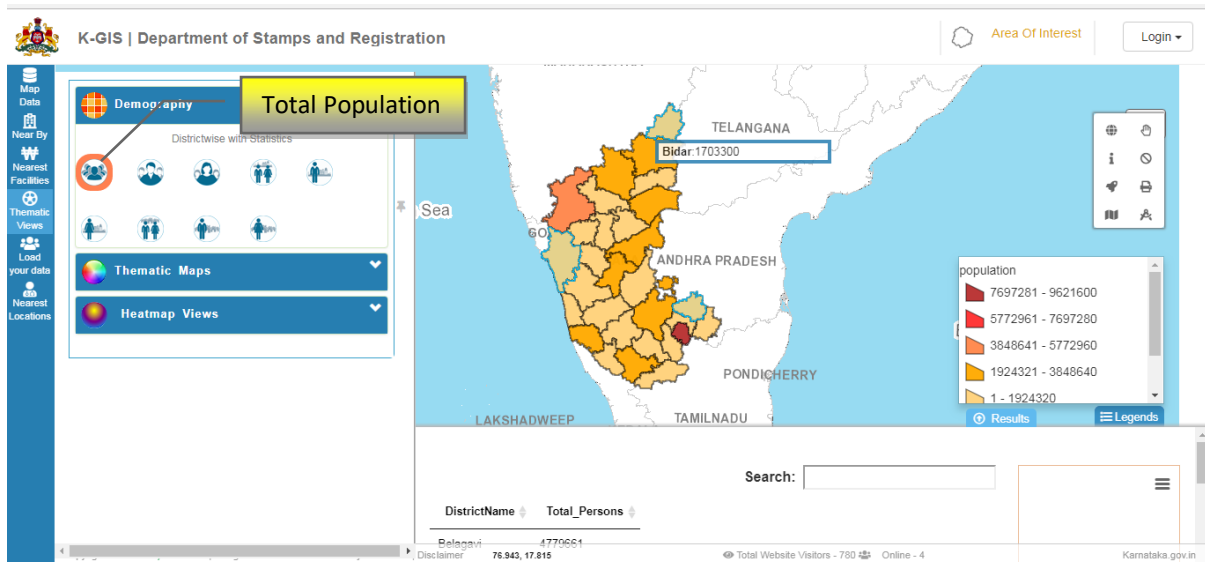 K-GIS | Department of Stamps and Registration
Area Of Interest
Login
Map
Data
Near By
Nearest
Facilities
Thematic
Views
Load
your data
Nearest
Locations
Demography
Total Population
Districtwise with Statistics
Thematic Maps
Heatmap Views
Sea
TELANGANA
Bidar:1703300
GO
ANDHRA PRADESH
PONDICHERRY
LAKSHADWEEP
TAMILNADU
population
7697281 - 9621600
5772961 - 7697280
3848641 - 5772960
1924321 - 3848640
1 - 1924320
Results
Legends
Search:
DistrictName
Total_Persons
Belagavi
4779661
Disclaimer
76.943, 17.815
Total Website Visitors - 780
Online - 4
Karnataka.gov.in